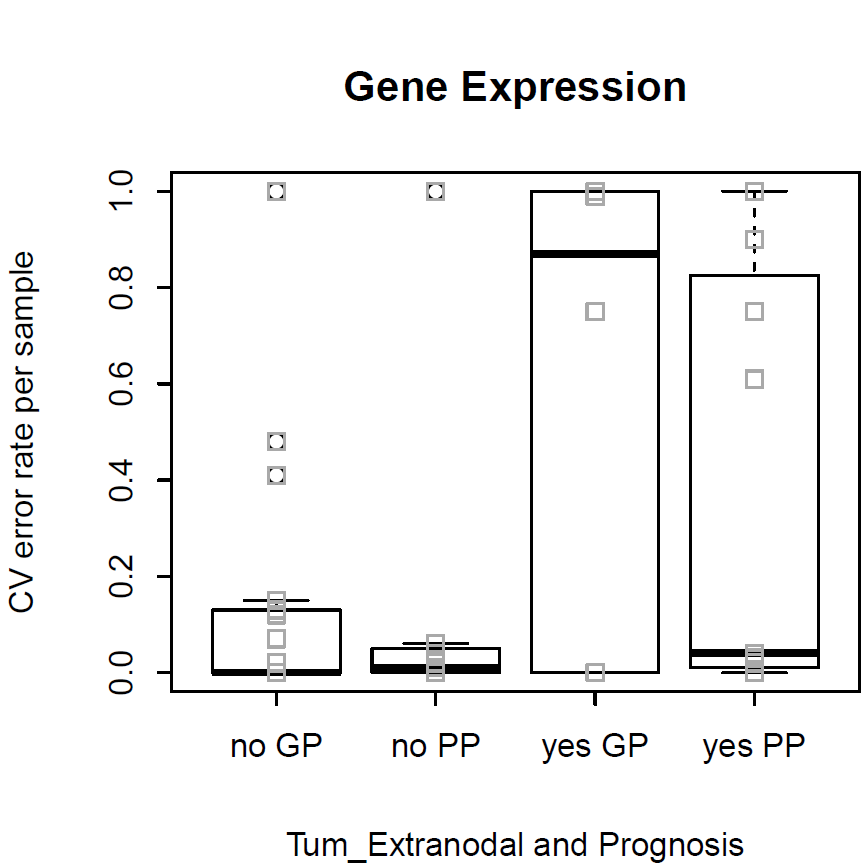 Gene Expression
CV error rate per sample
1.0
0.8
0.6
0.4
0.2
0.0
no GP
no PP
yes GP
yes PP
Tum_Extranodal and Prognosis